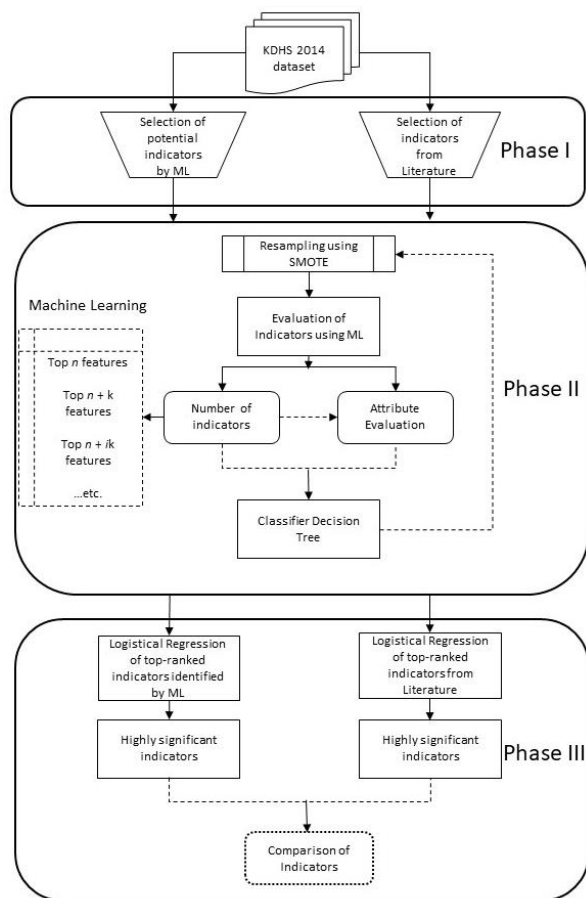 KDHS 2014
dataset
Selection of
potential
indicators
by ML
Selection of
indicators
from
Literature
Phase I
Resampling using
SMOTE
Machine Learning
Evaluation of
Indicators using ML
Top n features
Top n + k
features
Top n + ik
features
...etc.
Number of
indicators
Attribute
Evaluation
Phase II
Classifier Decision
Tree
Logistical Regression
of top-ranked
indicators identified
by ML
Logistical Regression
of top-ranked
indicators from
Literature
Highly significant
indicators
Highly significant
indicators
Phase III
Comparison of
Indicators